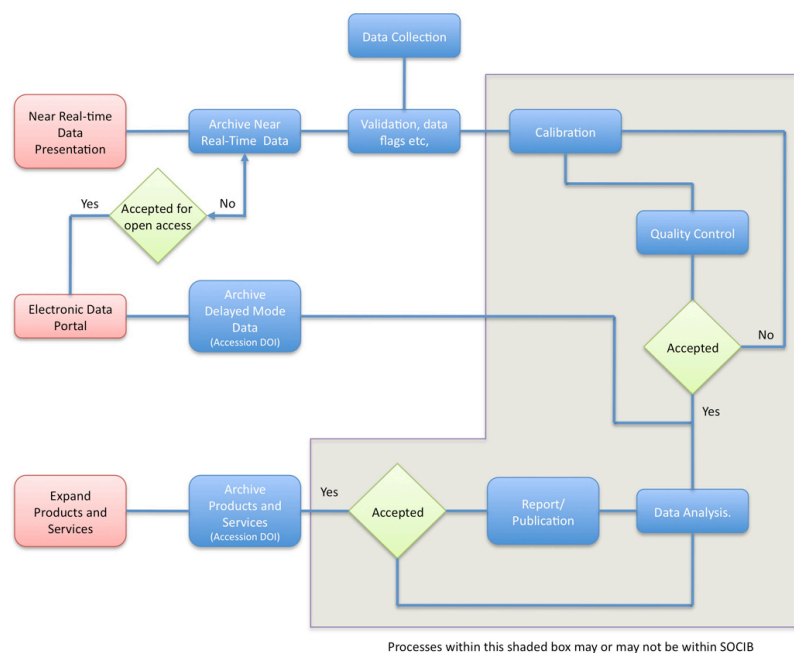 Data Collection
Near Real-time
Data
Presentation
Archive Near
Real-Time Data
Validation, data
flags etc,
Calibration
Yes
Accepted for
open access
No
Quality Control
Electronic Data
Portal
Archive
Delayed Mode
Data
(Accession DOI)
Accepted
No
Yes
Expand
Products and
Services
Archive
Products and
Services
(Accession DOI)
Yes
Accepted
Report/
Publication
Data Analysis.
Processes within this shaded box may or may not be within SOCIB